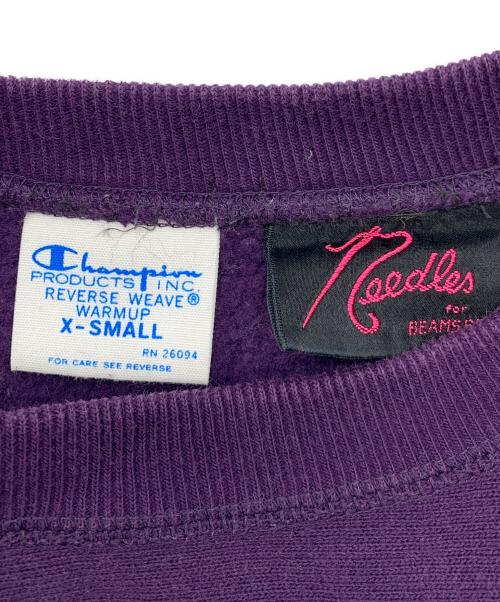 Champion
PRODUCTS INC.
REVERSE WEAVE®
WARMUP
X-SMALL
RN 26094
FOR CARE SEE REVERSE
Needles
for
BEAMS